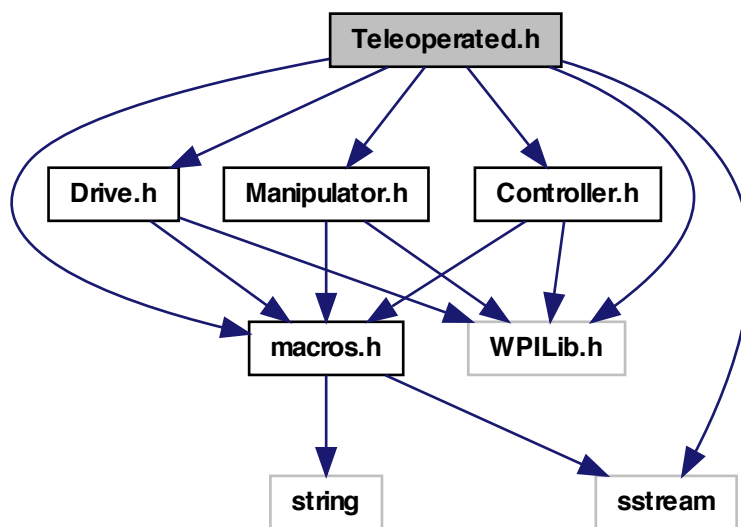 Teleoperated.h
Drive.h
Manipulator.h
Controller.h
macros.h
WPILib.h
string
sstream